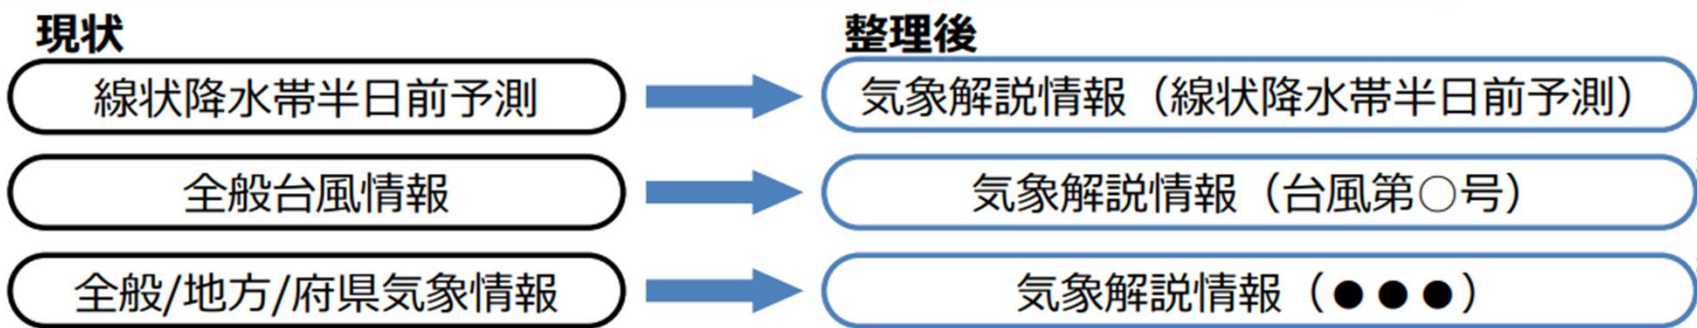 現状
整理後
線状降水帯半日前予測
気象解説情報（線状降水帯半日前予測）
全般台風情報
気象解説情報（台風第○号）
全般/地方/府県気象情報
気象解説情報（●●●）